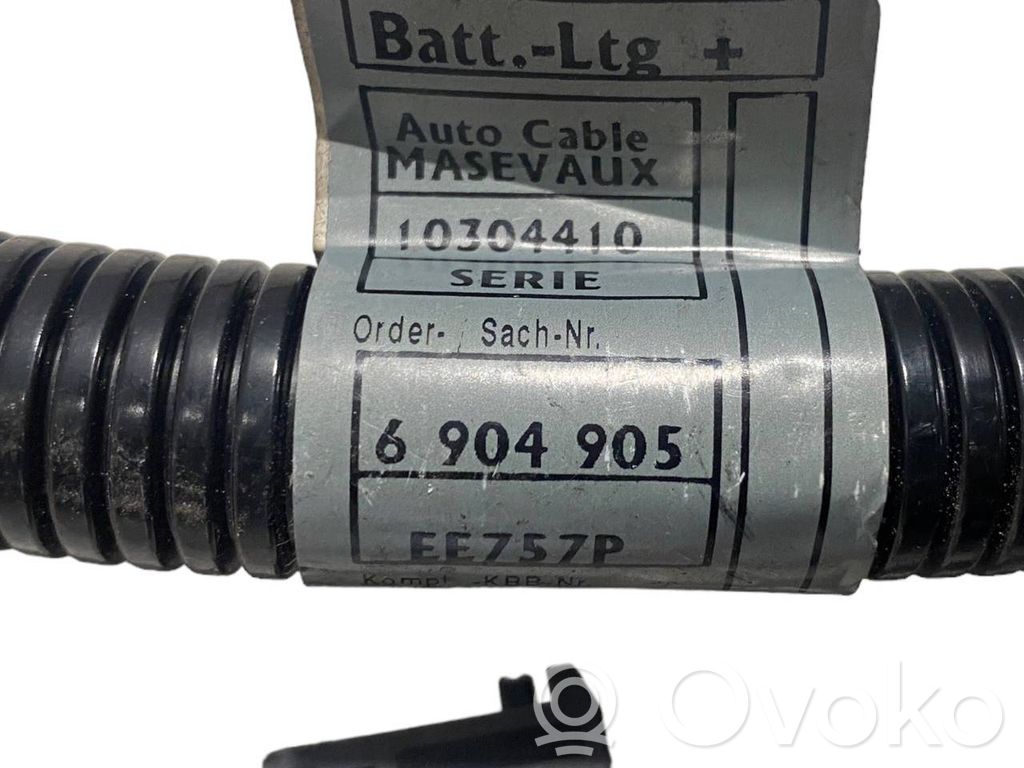 Batt.-Ltg +
Auto Cable
MASEVAUX
10304410
SERIE
Order- / Sach-Nr.
6 904 905
EE757P
Ovoko